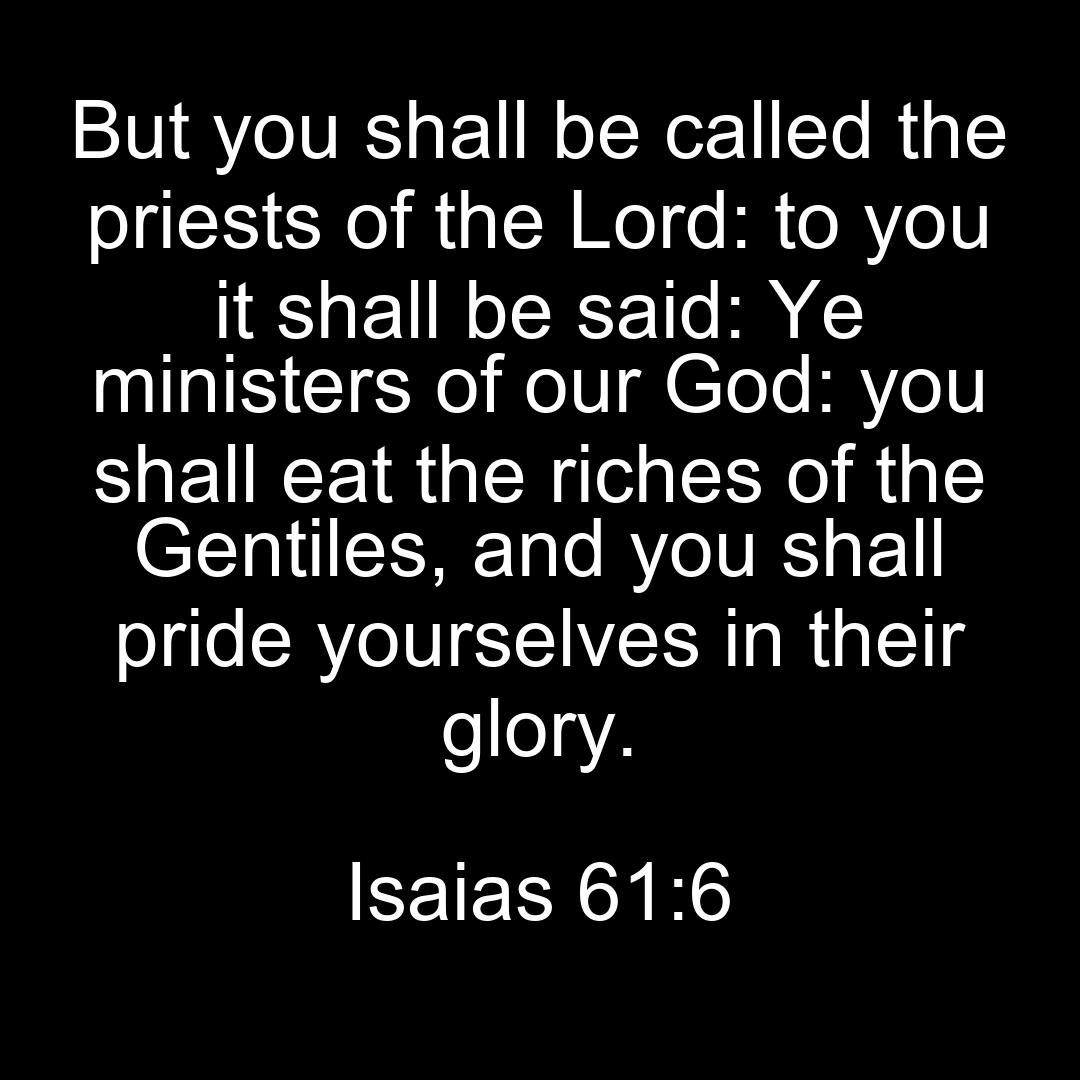 But you shall be called the
priests of the Lord: to you
it shall be said: Ye
ministers of our God: you
shall eat the riches of the
Gentiles, and you shall
pride yourselves in their
glory.
Isaias 61:6